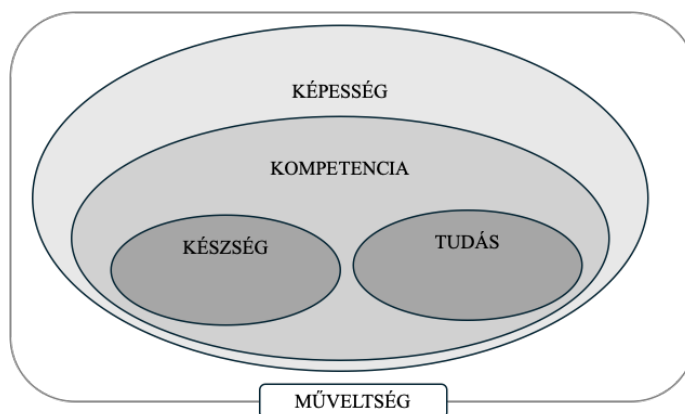 KÉPESSÉG
KOMPETENCIA
KÉSZSÉG
TUDÁS
MŰVELTSÉG